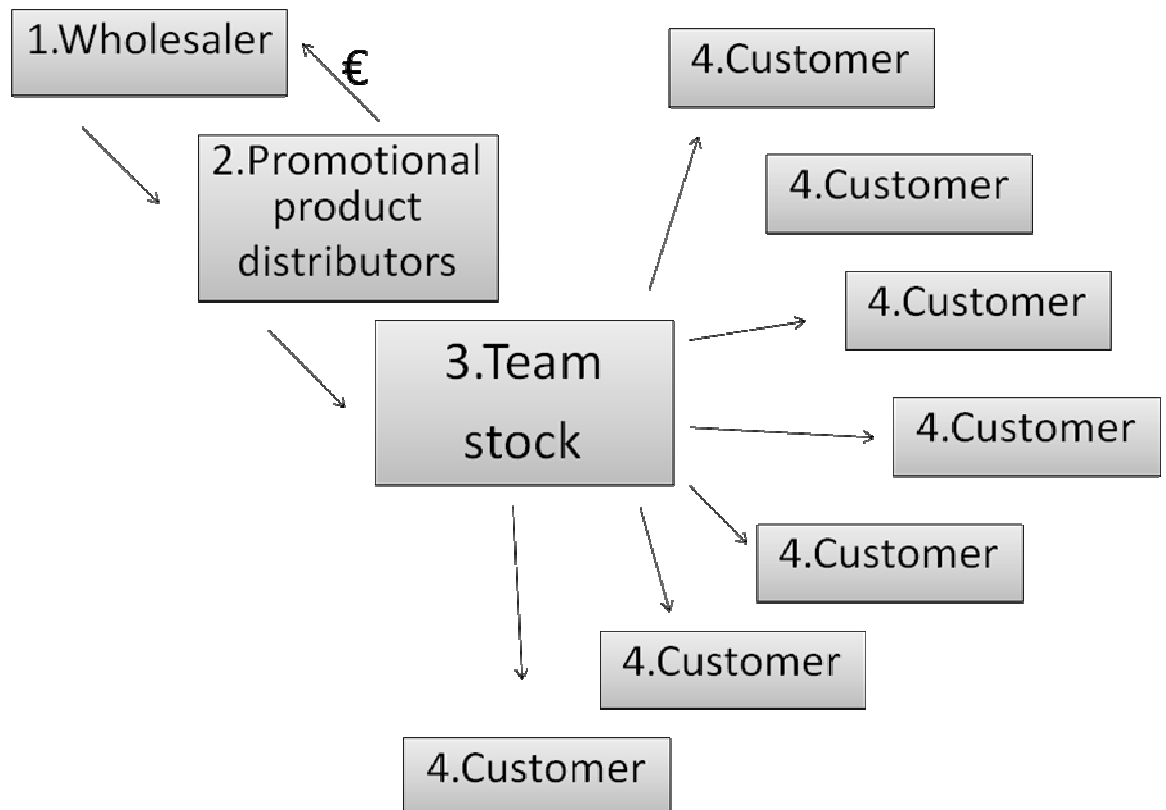 1.Wholesaler
€
2.Promotional
product
distributors
3.Team
stock
4.Customer
4.Customer
4.Customer
4.Customer
4.Customer
4.Customer
4.Customer